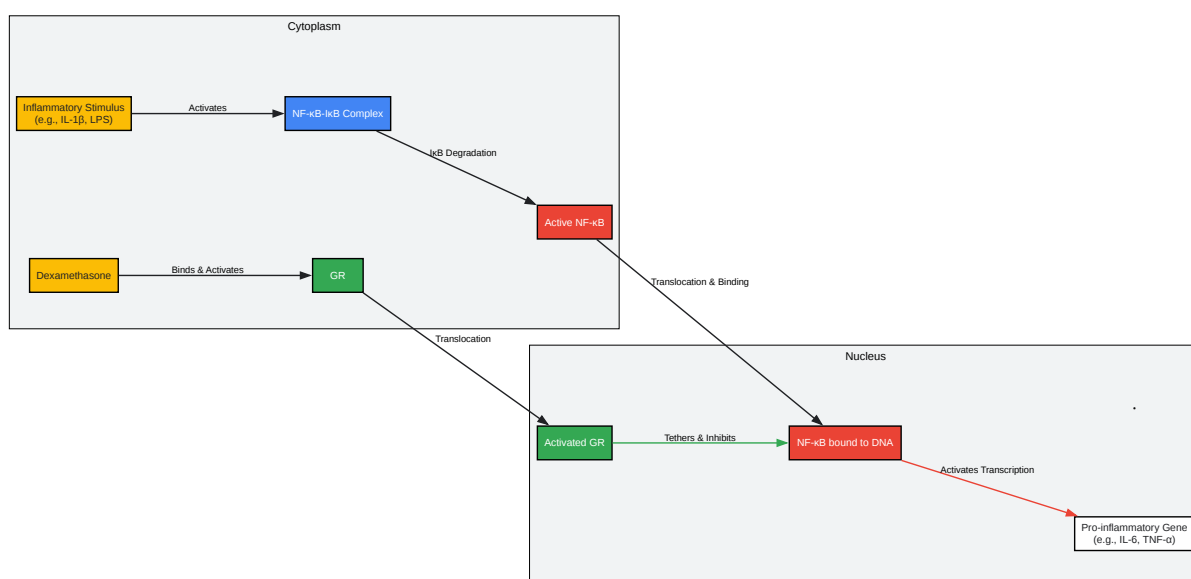 Cytoplasm
Inflammatory Stimulus
(e.g., IL-1β, LPS)
Activates
NF-κB-IκB Complex
IκB Degradation
Active NF-κB
Dexamethasone
Binds & Activates
GR
Translocation & Binding
Translocation
Nucleus
Activated GR
Tethers & Inhibits
NF-κB bound to DNA
Activates Transcription
Pro-inflammatory Gene
(e.g., IL-6, TNF-α)